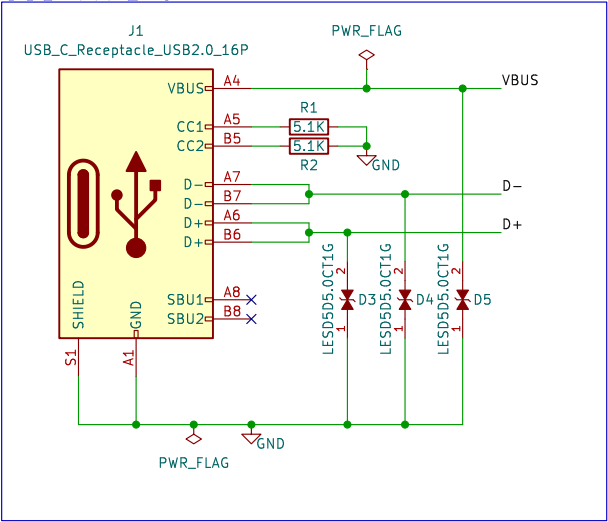 J1
USB_C_Receptacle_USB2.0_16P
PWR_FLAG
VBUS
A4
VBUS
CC1
A5
R1
5.1K
CC2
B5
5.1K
R2
GND
D-
A7
D-
D-
B7
D+
A6
D+
D+
B6
SBU1
A8
SBU2
B8
LESD5D5.0CT1G
2
1
D3
LESD5D5.0CT1G
2
1
D4
LESD5D5.0CT1G
2
1
D5
SHIELD
GND
S1
A1
GND
PWR_FLAG